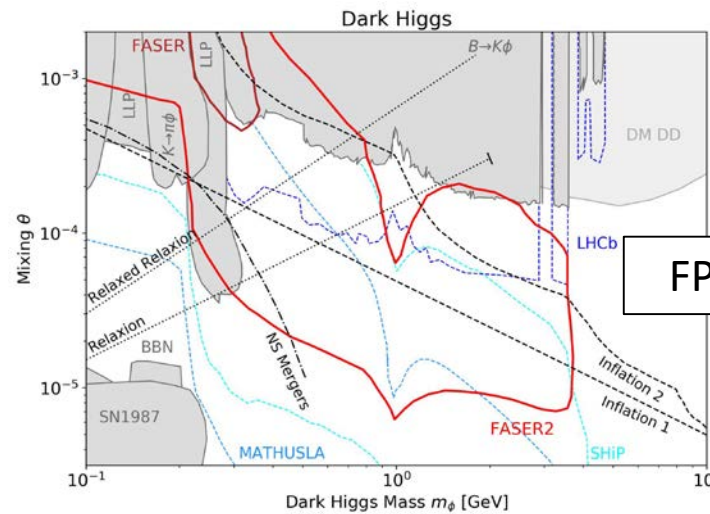 Dark Higgs
FASER
LLP
LLP
K→πϕ
B→Kϕ
DM DD
10⁻³
10⁻⁴
10⁻⁵
Mixing θ
LHCb
FP
Relaxed Relaxion
Relaxion
NS Mergers
BBN
SN1987
MATHUSLA
FASER2
SHiP
Inflation 2
Inflation 1
10⁻¹
10⁰
10
Dark Higgs Mass mϕ [GeV]